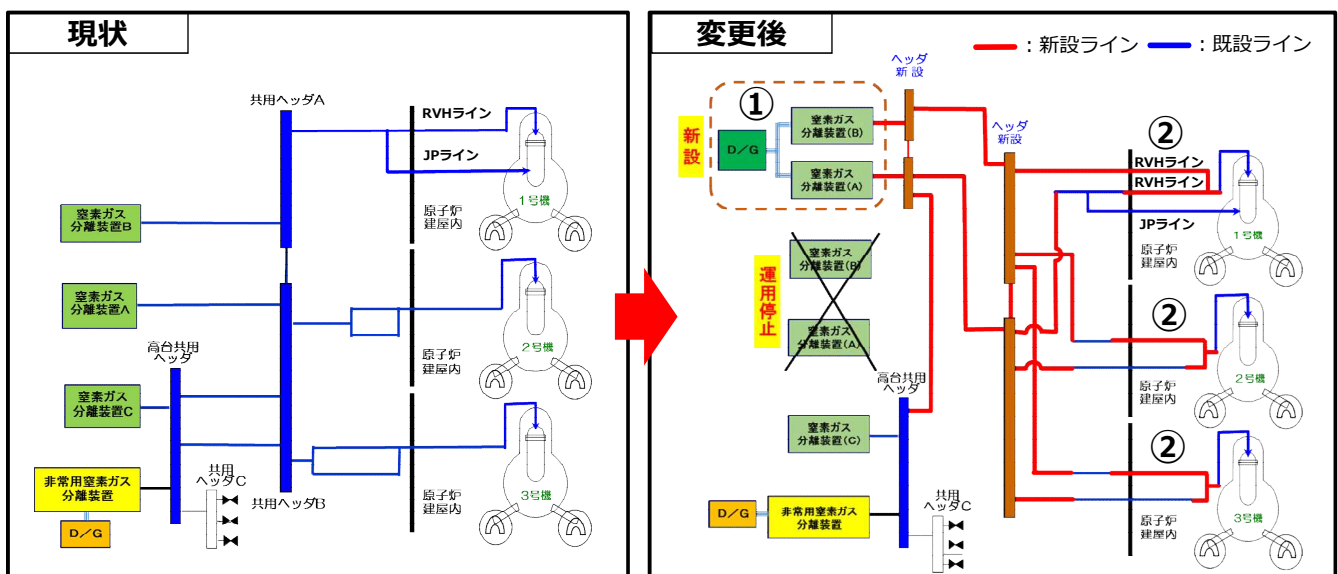 現状
共用ヘッダA
RVHライン
JPライン
1号機
原子炉
建屋内
窒素ガス
分離装置B
窒素ガス
分離装置A
2号機
原子炉
建屋内
高台共用
ヘッダ
窒素ガス
分離装置C
非常用窒素ガス
分離装置
D/G
共用
ヘッダC
共用ヘッダB
3号機
原子炉
建屋内
変更後
:新設ライン
:既設ライン
ヘッダ
新設
ヘッダ
新設
新設
①
D/G
窒素ガス
分離装置(B)
窒素ガス
分離装置(A)
運用停止
窒素ガス
分離装置(B)
窒素ガス
分離装置(A)
高台共用
ヘッダ
窒素ガス
分離装置(C)
D/G
非常用窒素ガス
分離装置
共用
ヘッダC
②
RVHライン
RVHライン
JPライン
1号機
原子炉
建屋内
②
2号機
原子炉
建屋内
②
3号機
原子炉
建屋内